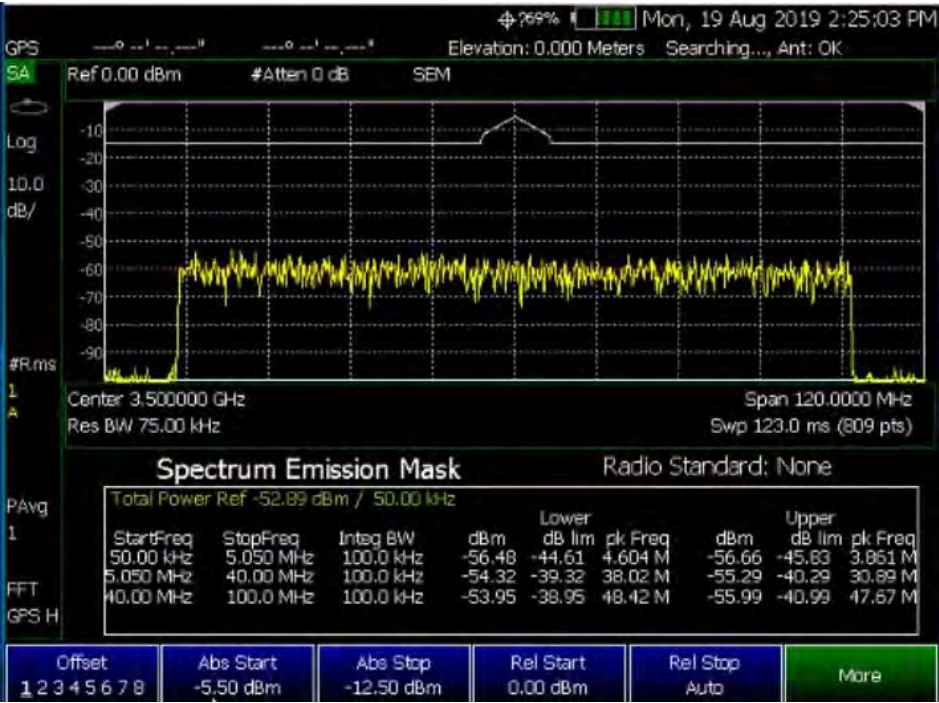 ?69% Mon, 19 Aug 2019 2:25:03 PM
GPS --° --' --.--" ---° --' --.--" Elevation: 0.000 Meters Searching..., Ant: OK
SA Ref 0.00 dBm #Atten 0 dB SEM
Log
10.0
dB/
-10
-20
-30
-40
-50
-60
-70
-80
-90
#Rms
1
A
Center 3.500000 GHz Span 120.0000 MHz
Res BW 75.00 kHz Swp 123.0 ms (809 pts)
Spectrum Emission Mask Radio Standard: None
PAvg
1
FFT
GPS H
Total Power Ref -52.89 dBm / 50.00 kHz
Lower Upper
StartFreq StopFreq Integ BW dBm dB lim pk Freq dBm dB lim pk Freq
50.00 kHz 5.050 MHz 100.0 kHz -56.48 -44.61 4.604 M -56.66 -45.83 3.861 M
5.050 MHz 40.00 MHz 100.0 kHz -54.32 -39.32 38.02 M -55.29 -40.29 30.89 M
40.00 MHz 100.0 MHz 100.0 kHz -53.95 -38.95 48.42 M -55.99 -40.99 47.67 M
Offset Abs Start Abs Stop Rel Start Rel Stop More
1 2 3 4 5 6 7 8 -5.50 dBm -12.50 dBm 0.00 dBm Auto